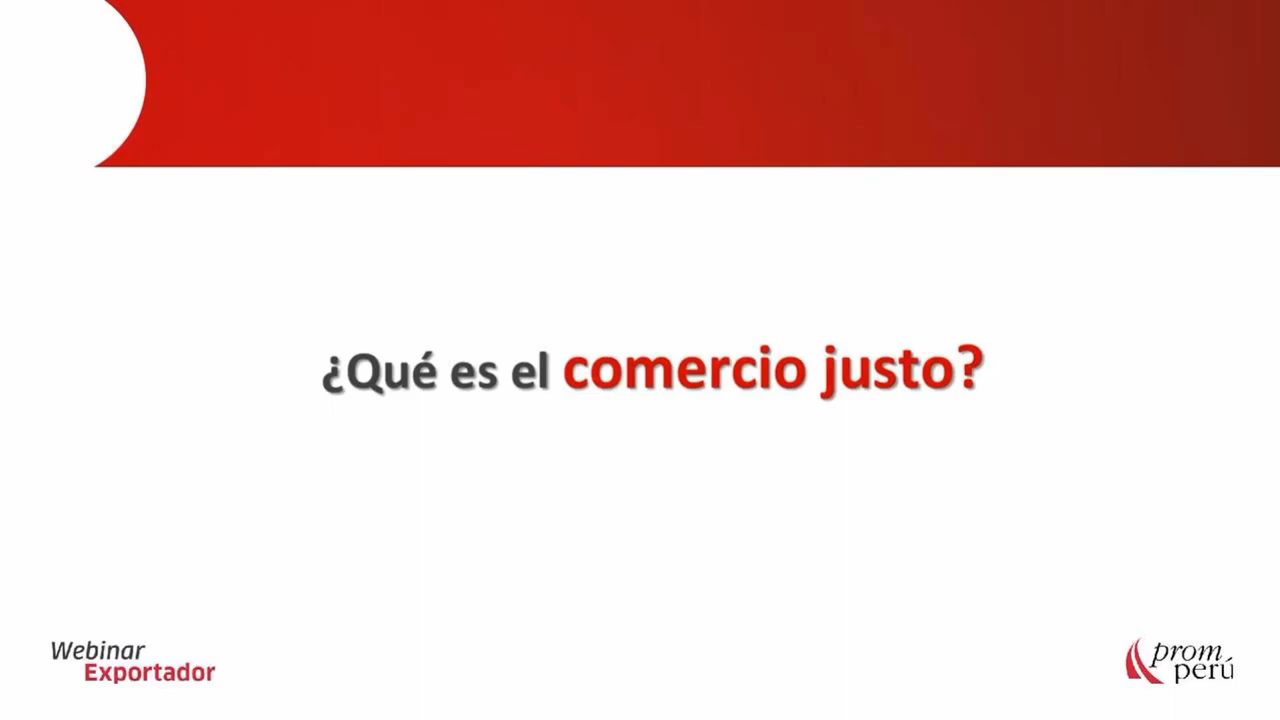 ¿Qué es el comercio justo?
Webinar
Exportador
prom
perú